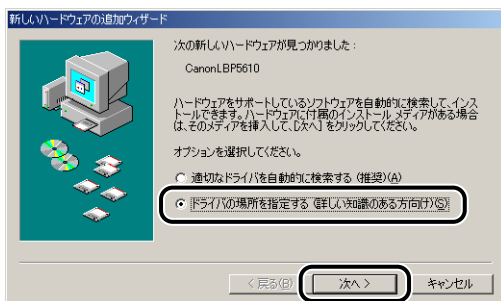 新しいハードウェアの追加ウィザード
次の新しいハードウェアが見つかりました：
CanonLBP5610
ハードウェアをサポートしているソフトウェアを自動的に検索して、インス
トールできます。ハードウェアに付属のインストール メディアがある場合
は、そのメディアを挿入して、[次へ] をクリックしてください。
オプションを選択してください。
適切なドライバを自動的に検索する (推奨)(A)
ドライバの場所を指定する (詳しい知識のある方向け)(S)
< 戻る(B)
次へ >
キャンセル